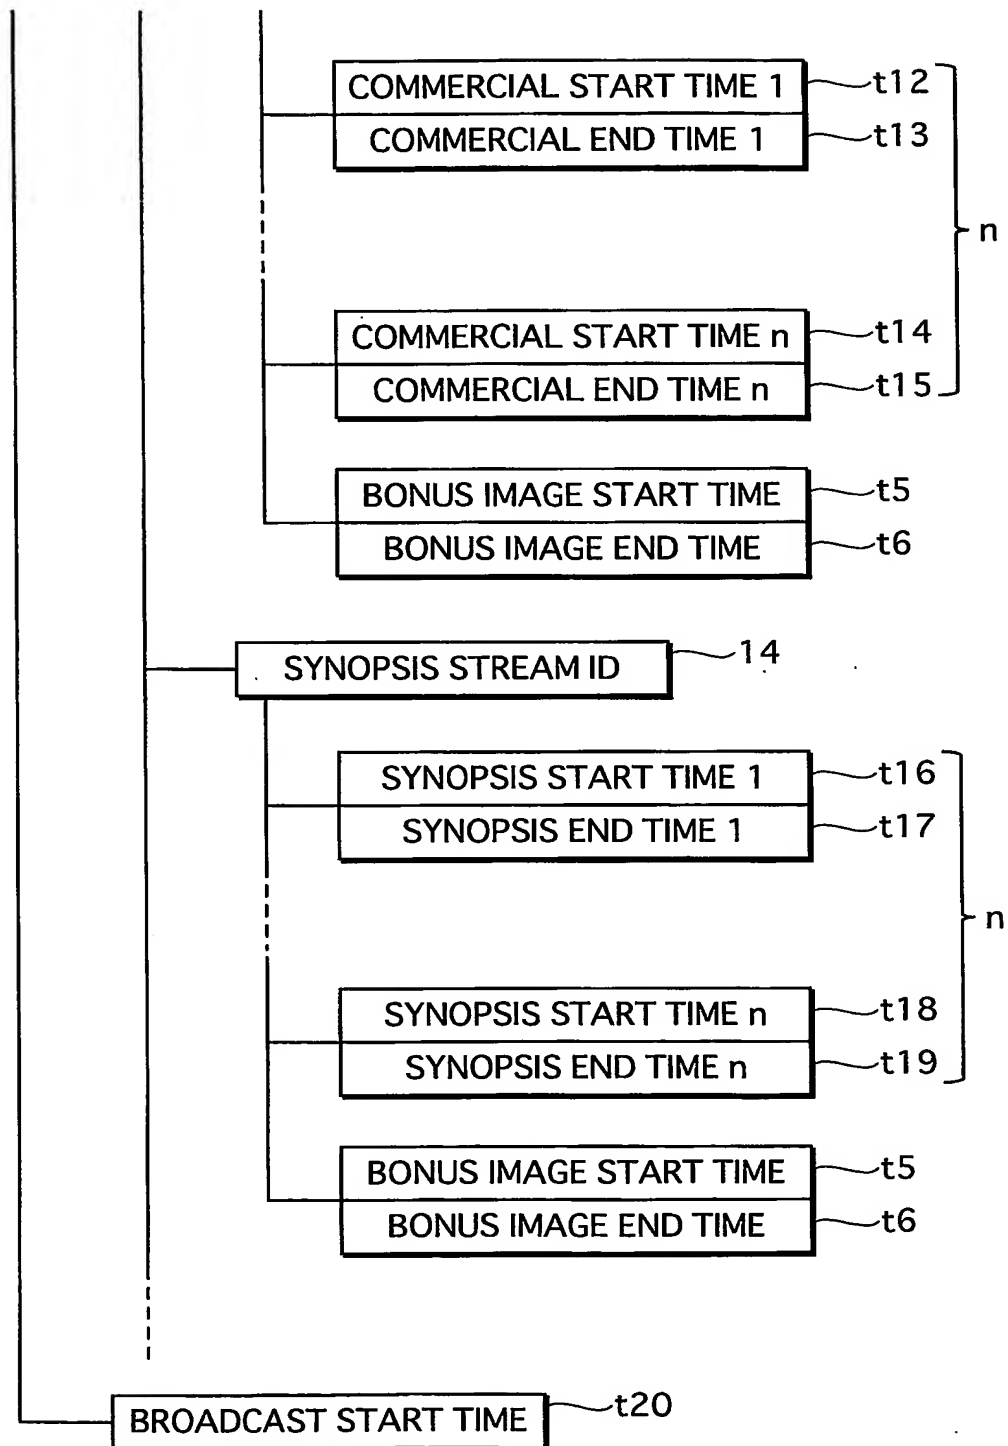 COMMERCIAL START TIME 1 t12
COMMERCIAL END TIME 1 t13
n
COMMERCIAL START TIME n t14
COMMERCIAL END TIME n t15
BONUS IMAGE START TIME t5
BONUS IMAGE END TIME t6
SYNOPSIS STREAM ID 14
SYNOPSIS START TIME 1 t16
SYNOPSIS END TIME 1 t17
n
SYNOPSIS START TIME n t18
SYNOPSIS END TIME n t19
BONUS IMAGE START TIME t5
BONUS IMAGE END TIME t6
BROADCAST START TIME t20